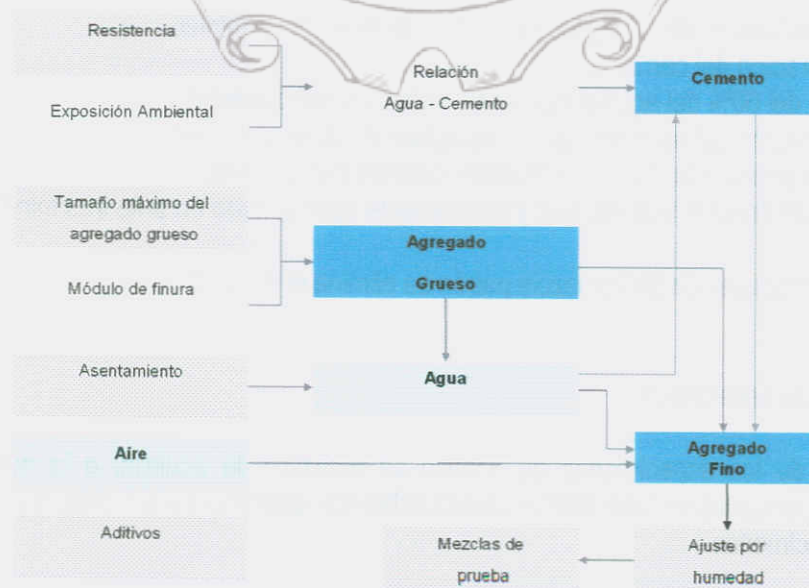 Resistencia
Exposición Ambiental
Relación
Agua - Cemento
Cemento
Tamaño máximo del
agregado grueso
Módulo de finura
Agregado
Grueso
Asentamiento
Agua
Aire
Agregado
Fino
Aditivos
Mezclas de
prueba
Ajuste por
humedad